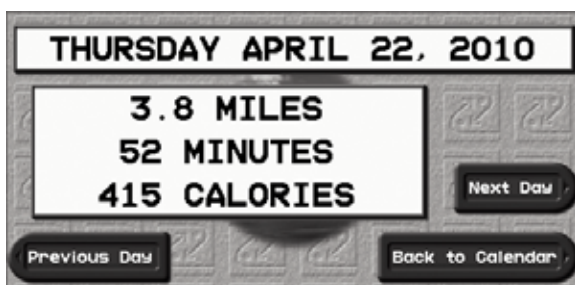 THURSDAY APRIL 22, 2010
3.8 MILES
52 MINUTES
415 CALORIES
Next Day
Previous Day
Back to Calendar